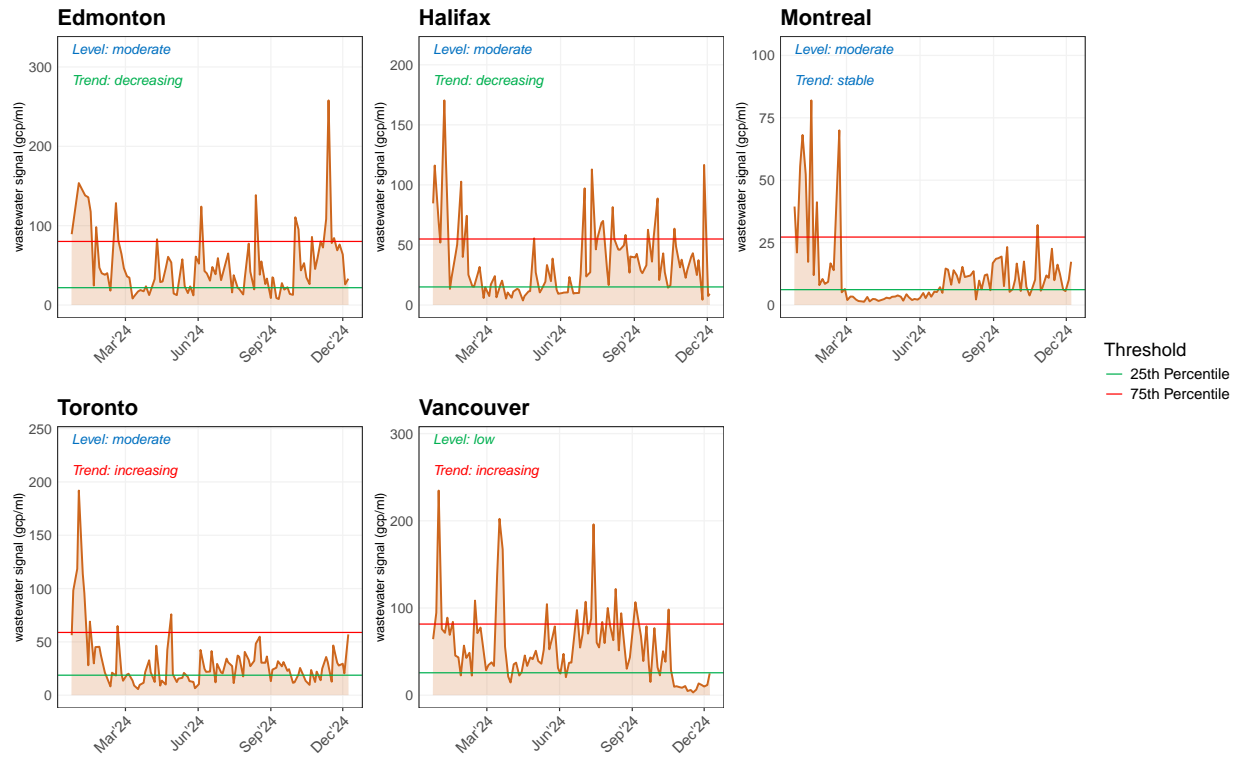 Edmonton
Level: moderate
Trend: decreasing
wastewater signal (gcp/ml)
300
200
100
0
Mar'24
Jun'24
Sep'24
Dec'24
Halifax
Level: moderate
Trend: decreasing
wastewater signal (gcp/ml)
200
150
100
50
0
Mar'24
Jun'24
Sep'24
Dec'24
Montreal
Level: moderate
Trend: stable
wastewater signal (gcp/ml)
100
75
50
25
0
Mar'24
Jun'24
Sep'24
Dec'24
Threshold
25th Percentile
75th Percentile
Toronto
Level: moderate
Trend: increasing
wastewater signal (gcp/ml)
250
200
150
100
50
0
Mar'24
Jun'24
Sep'24
Dec'24
Vancouver
Level: low
Trend: increasing
wastewater signal (gcp/ml)
300
200
100
0
Mar'24
Jun'24
Sep'24
Dec'24